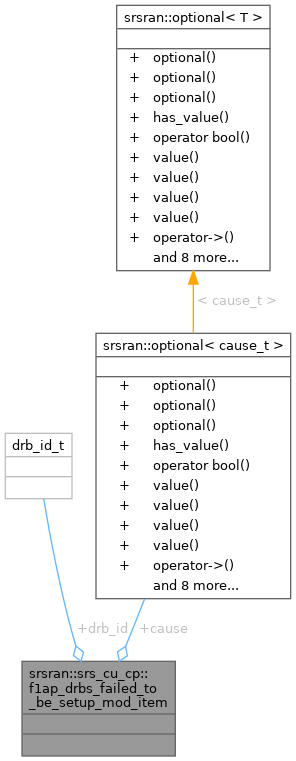 srsran::optional< T >
+ optional()
+ optional()
+ optional()
+ has_value()
+ operator bool()
+ value()
+ value()
+ value()
+ value()
+ operator->()
and 8 more...
< cause_t >
srsran::optional< cause_t >
+ optional()
+ optional()
+ optional()
+ has_value()
+ operator bool()
+ value()
+ value()
+ value()
+ value()
+ operator->()
and 8 more...
drb_id_t
+drb_id
+cause
srsran::srs_cu_cp::
f1ap_drbs_failed_to
_be_setup_mod_item